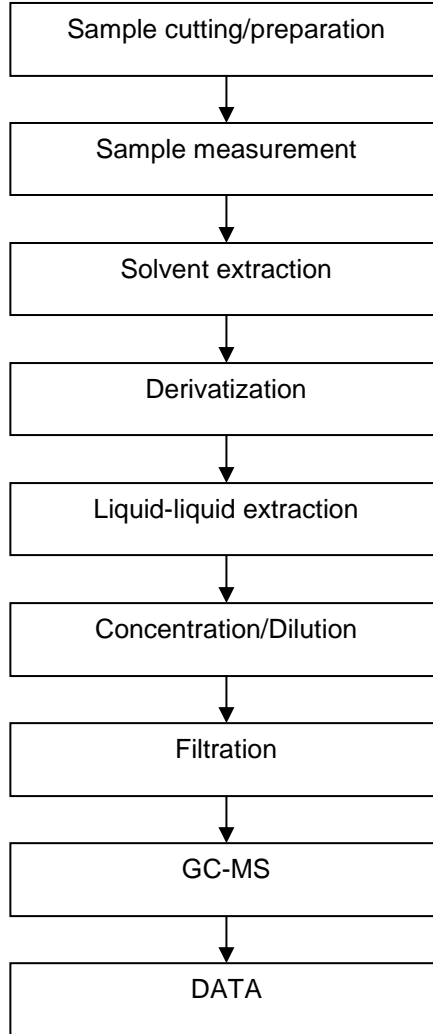 Sample cutting/preparation
Sample measurement
Solvent extraction
Derivatization
Liquid-liquid extraction
Concentration/Dilution
Filtration
GC-MS
DATA